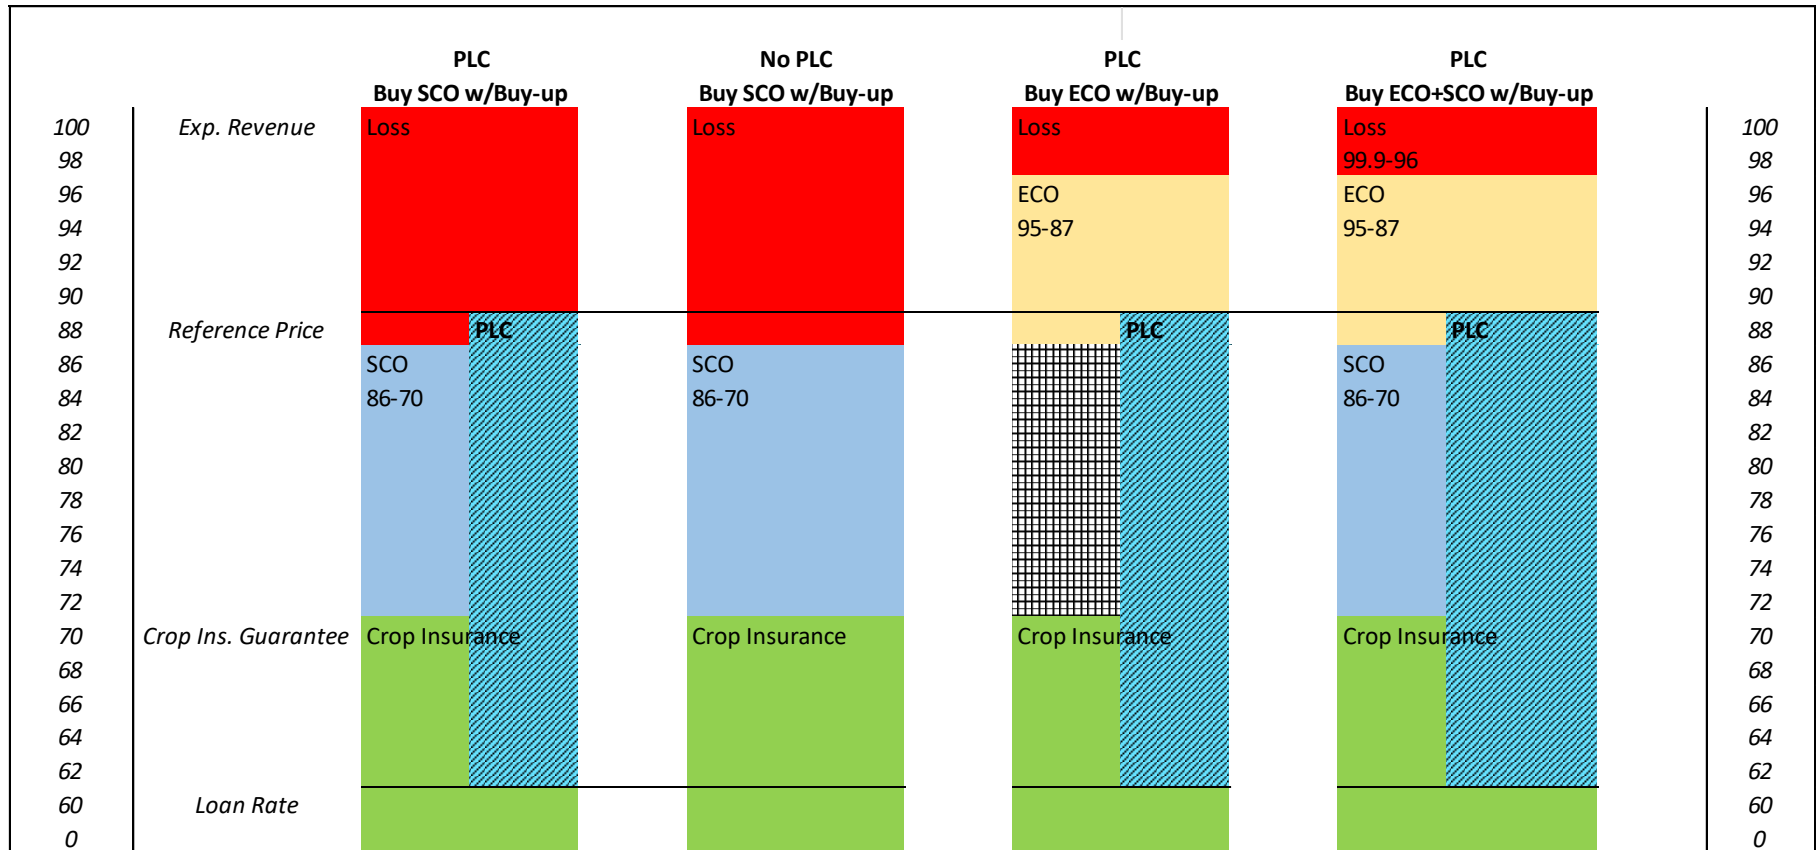 PLC No PLC PLC PLC
Buy SCO w/Buy-up Buy SCO w/Buy-up Buy ECO w/Buy-up Buy ECO+SCO w/Buy-up
100 Exp. Revenue Loss Loss Loss Loss 100
98 99.9-96 98
96 ECO ECO 96
94 95-87 95-87 94
92 92
90 90
88 Reference Price PLC PLC PLC 88
86 SCO SCO SCO 86
84 86-70 86-70 86-70 84
82 82
80 80
78 78
76 76
74 74
72 72
70 Crop Ins. Guarantee Crop Insurance Crop Insurance Crop Insurance Crop Insurance 70
68 68
66 66
64 64
62 62
60 Loan Rate 60
0 0